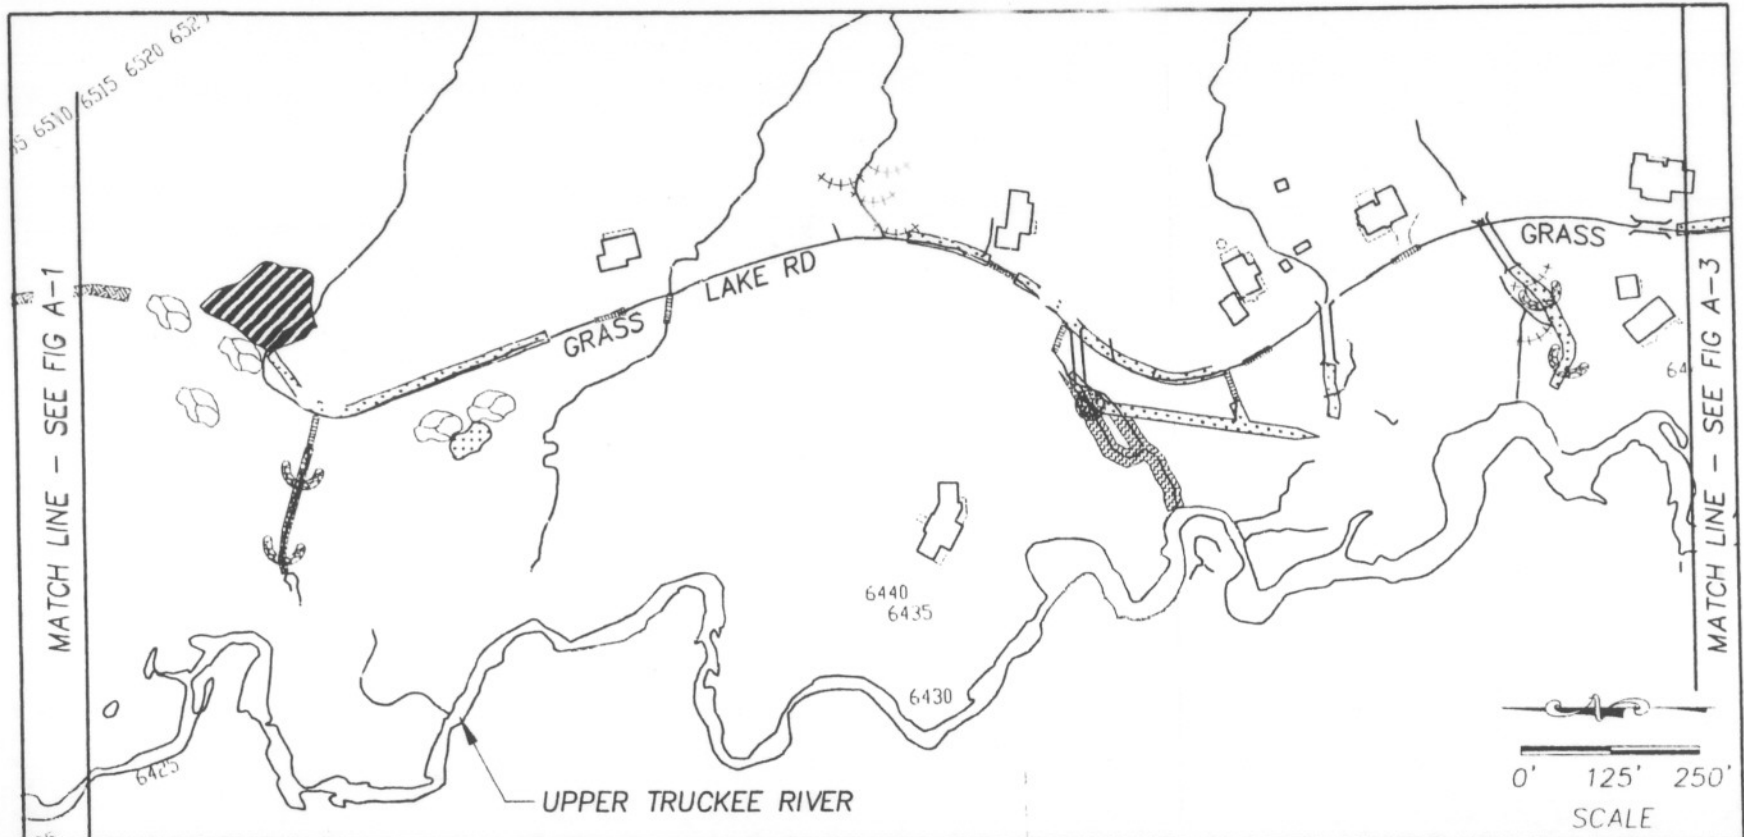 6510 6515 6520 6525
MATCH LINE - SEE FIG A-1
GRASS
LAKE RD
GRASS
MATCH LINE - SEE FIG A-3
6440
6435
6430
6425
UPPER TRUCKEE RIVER
0' 125' 250'
SCALE